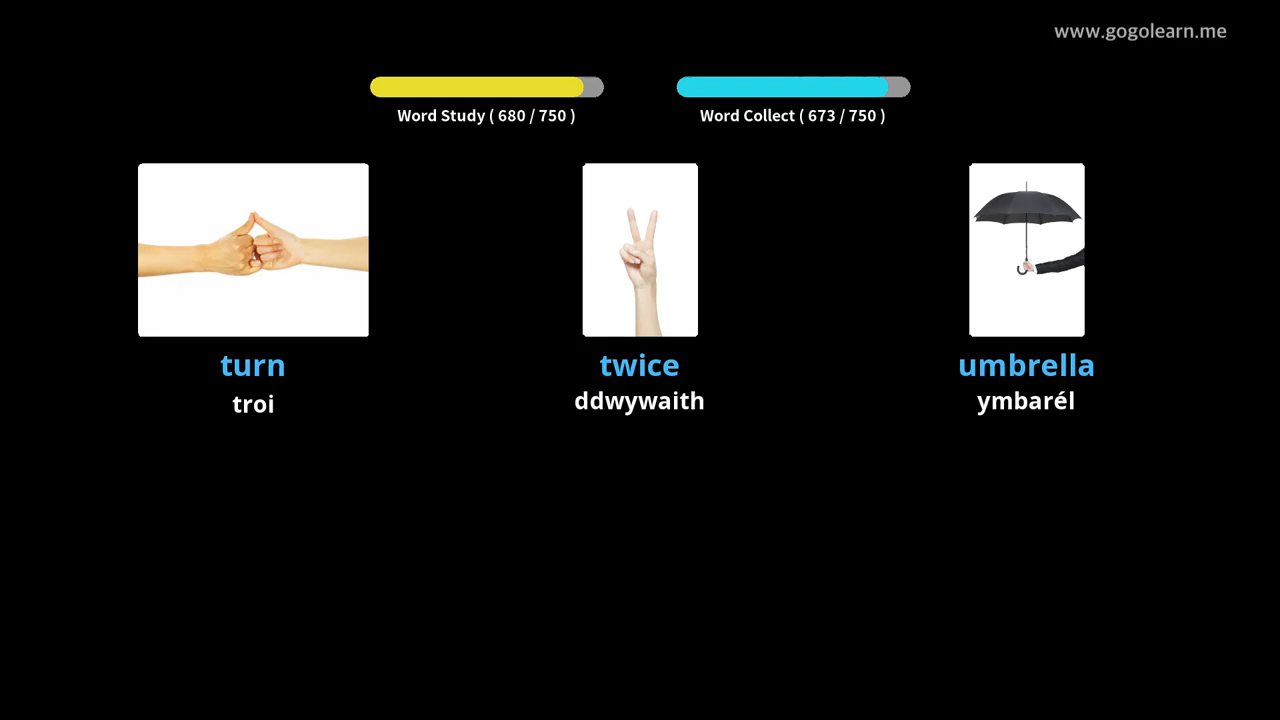 www.gogolearn.me
Word Study ( 680 / 750 )
Word Collect ( 673 / 750 )
turn
troi
twice
ddwywaith
umbrella
ymbarél